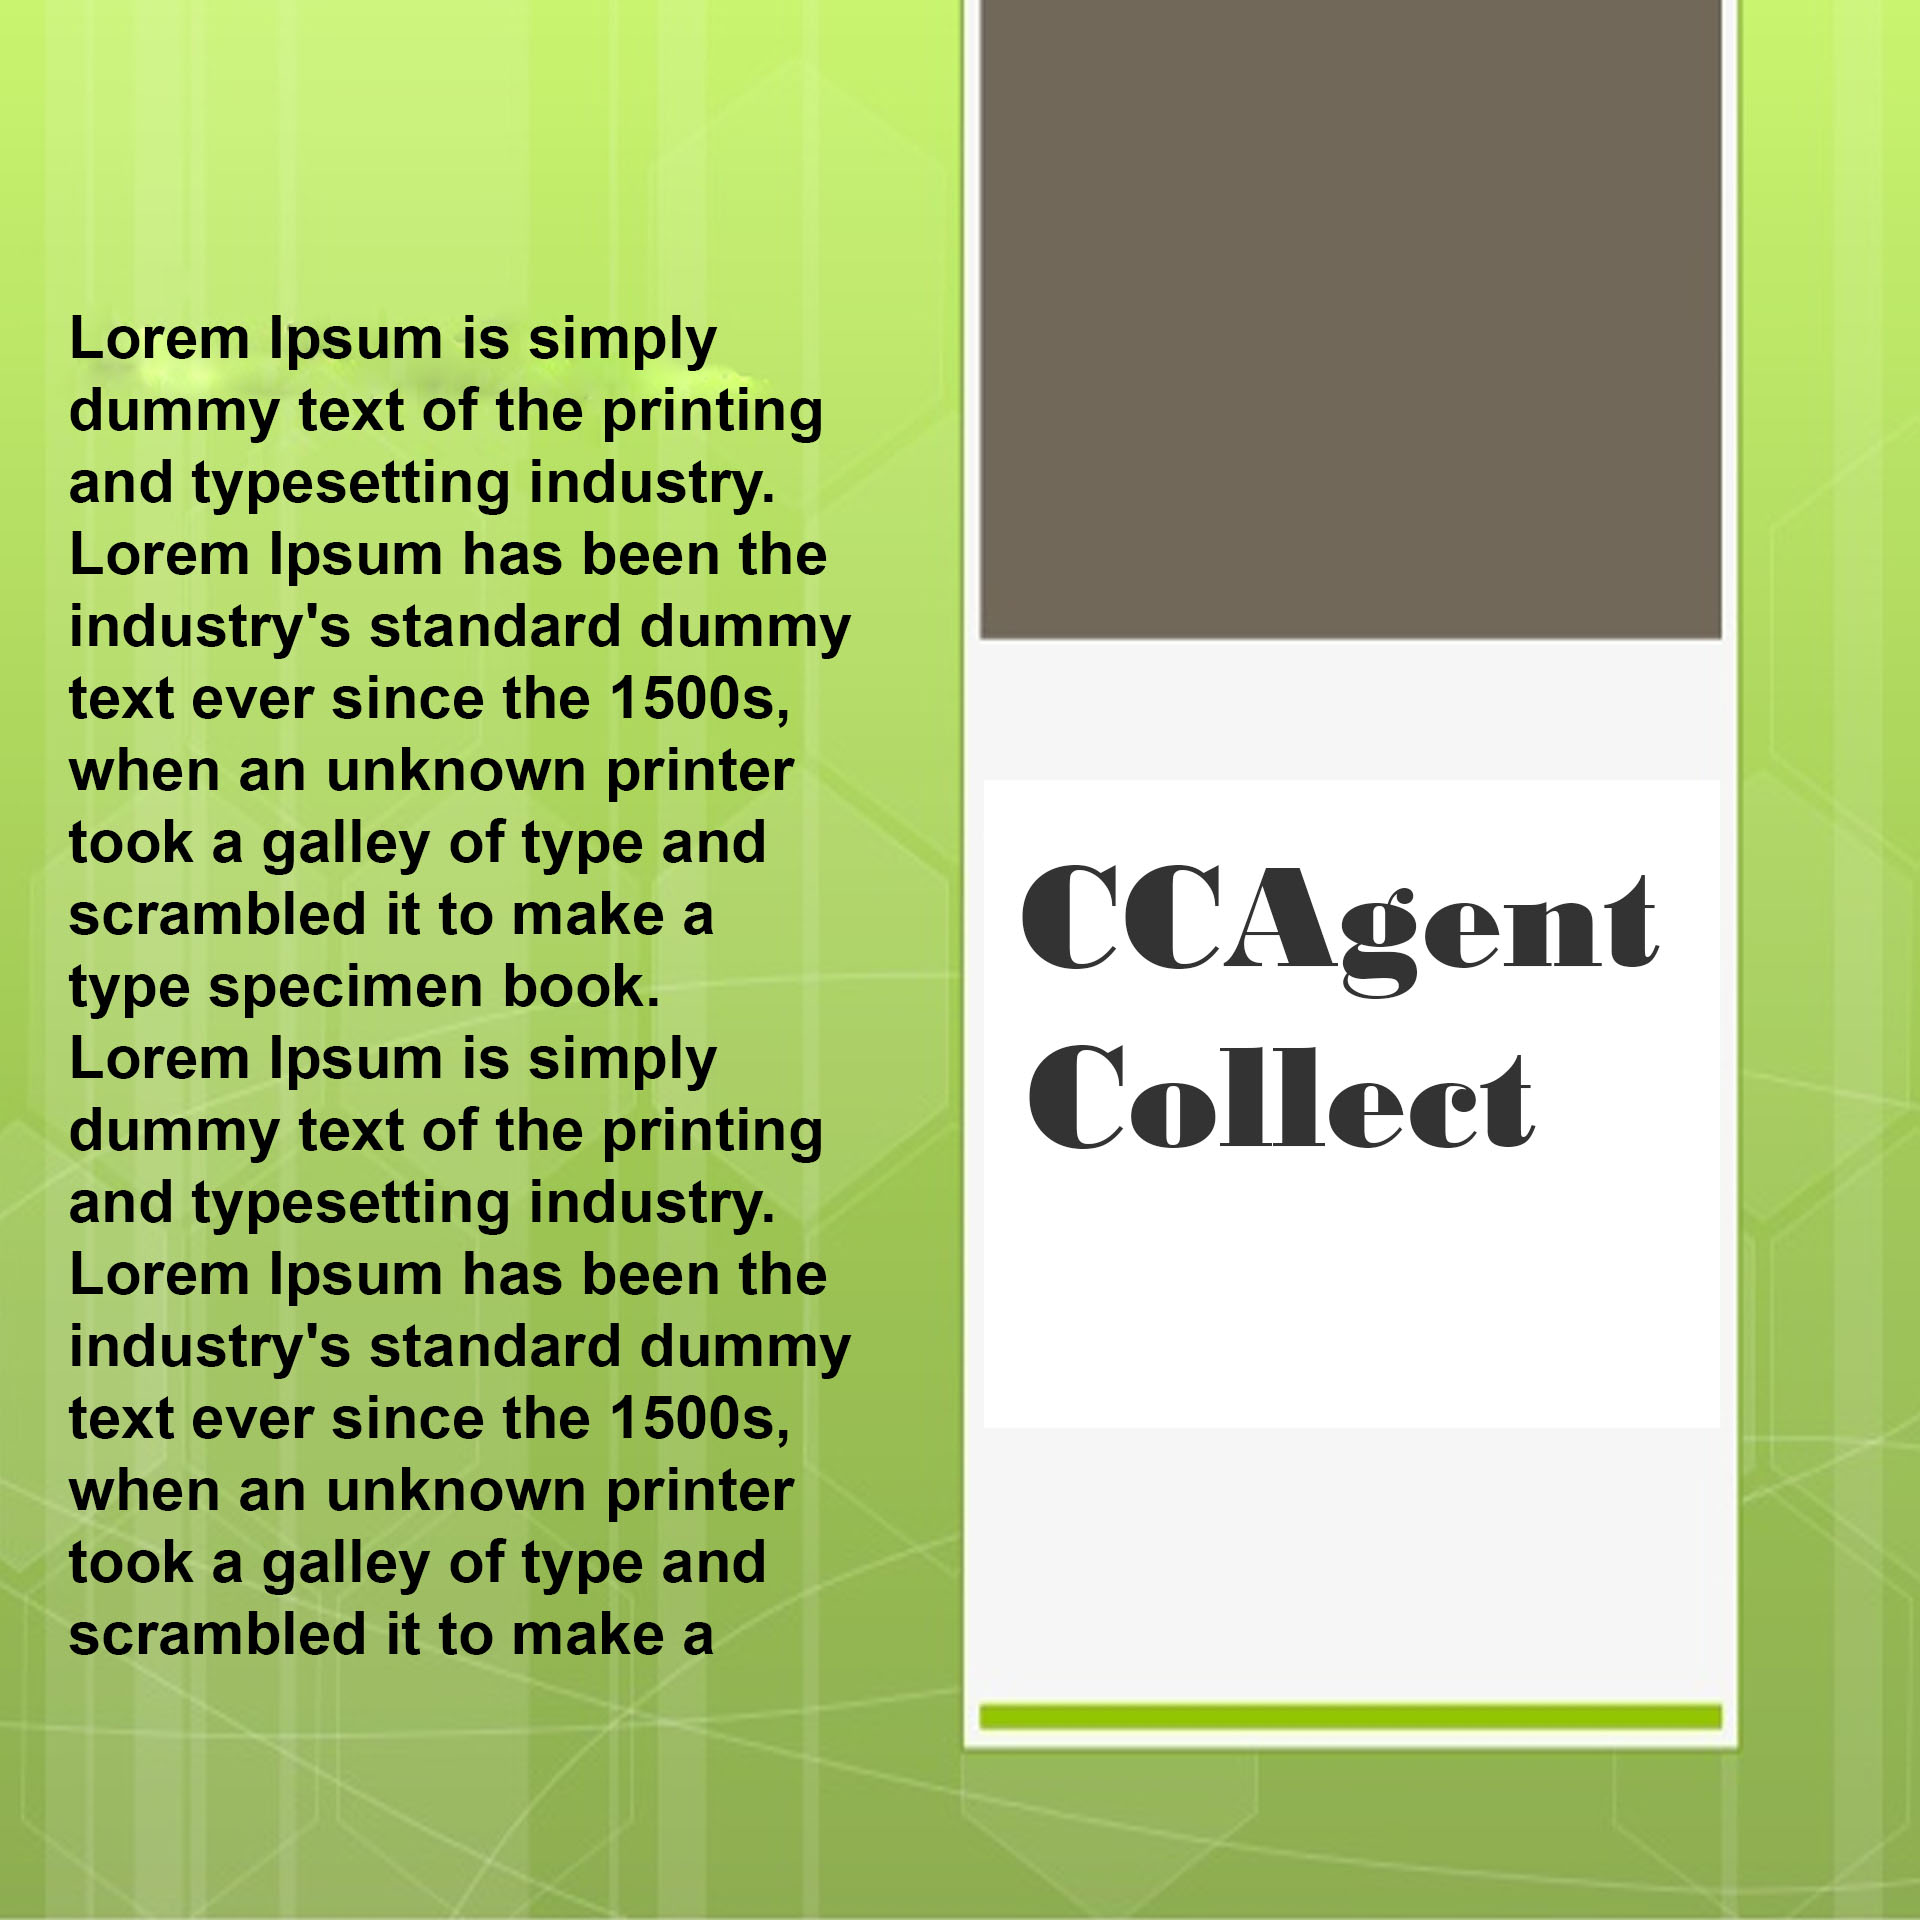 Lorem Ipsum is simply
dummy text of the printing
and typesetting industry.
Lorem Ipsum has been the
industry's standard dummy
text ever since the 1500s,
when an unknown printer
took a galley of type and
scrambled it to make a
type specimen book.
Lorem Ipsum is simply
dummy text of the printing
and typesetting industry.
Lorem Ipsum has been the
industry's standard dummy
text ever since the 1500s,
when an unknown printer
took a galley of type and
scrambled it to make a
CCAgent
Collect